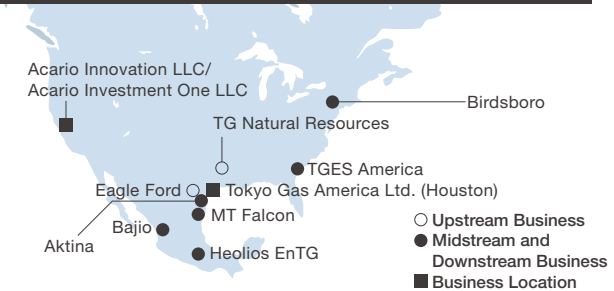 Acario Innovation LLC/
Acario Investment One LLC
Birdsboro
TG Natural Resources
TGES America
Eagle Ford
Tokyo Gas America Ltd. (Houston)
MT Falcon
Bajio
Aktina
Heolios EnTG
Upstream Business
Midstream and
Downstream Business
Business Location